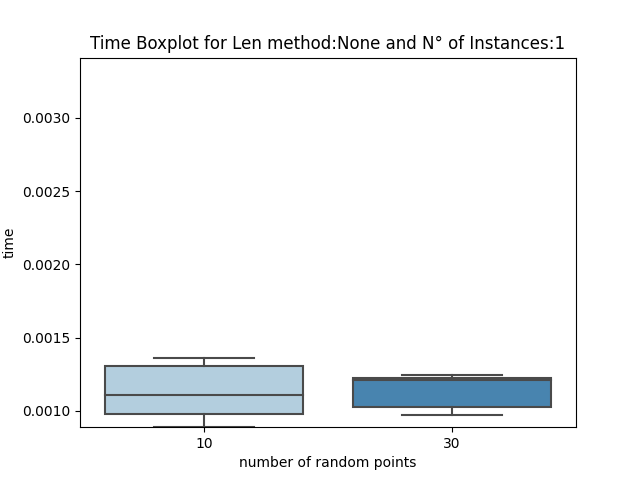 Time Boxplot for Len method:None and N° of Instances:1
0.0030
0.0025
0.0020
0.0015
0.0010
time
10
30
number of random points